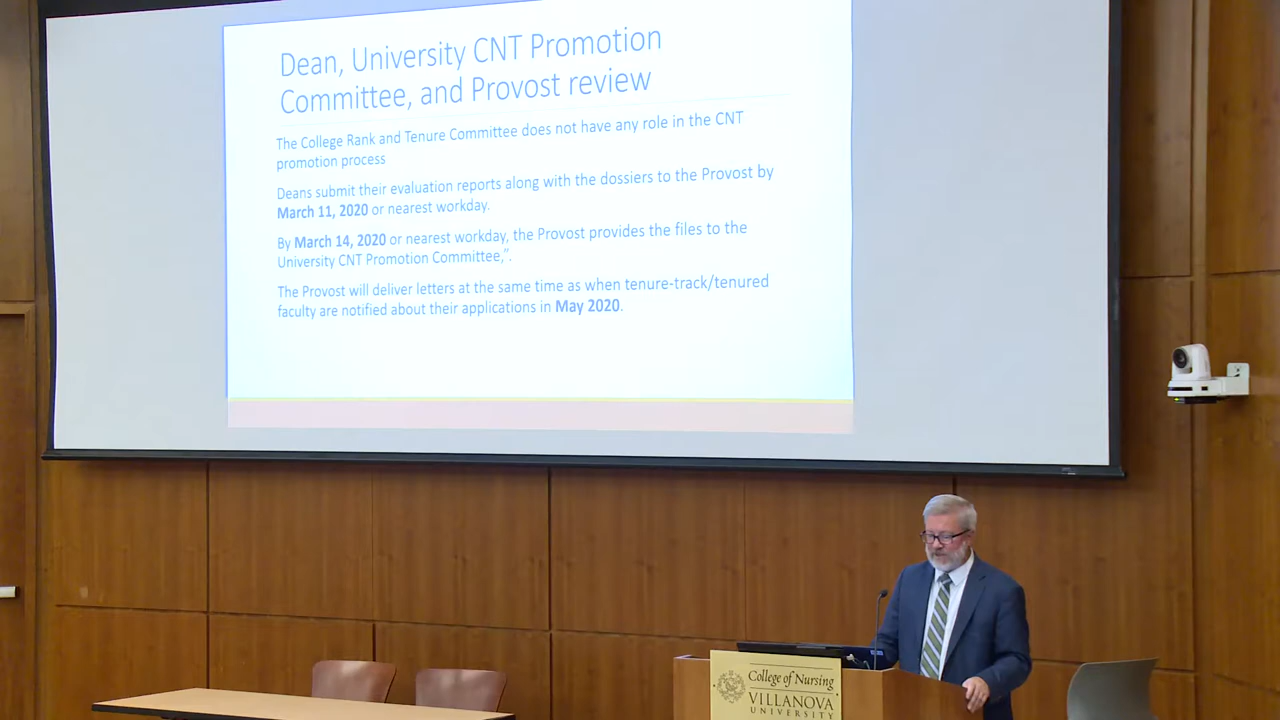 Dean, University CNT Promotion
Committee, and Provost review
The College Rank and Tenure Committee does not have any role in the CNT
promotion process
Deans submit their evaluation reports along with the dossiers to the Provost by
March 11, 2020 or nearest workday.
By March 14, 2020 or nearest workday, the Provost provides the files to the
University CNT Promotion Committee,”.
The Provost will deliver letters at the same time as when tenure-track/tenured
faculty are notified about their applications in May 2020.
College of Nursing
VILLANOVA
UNIVERSITY